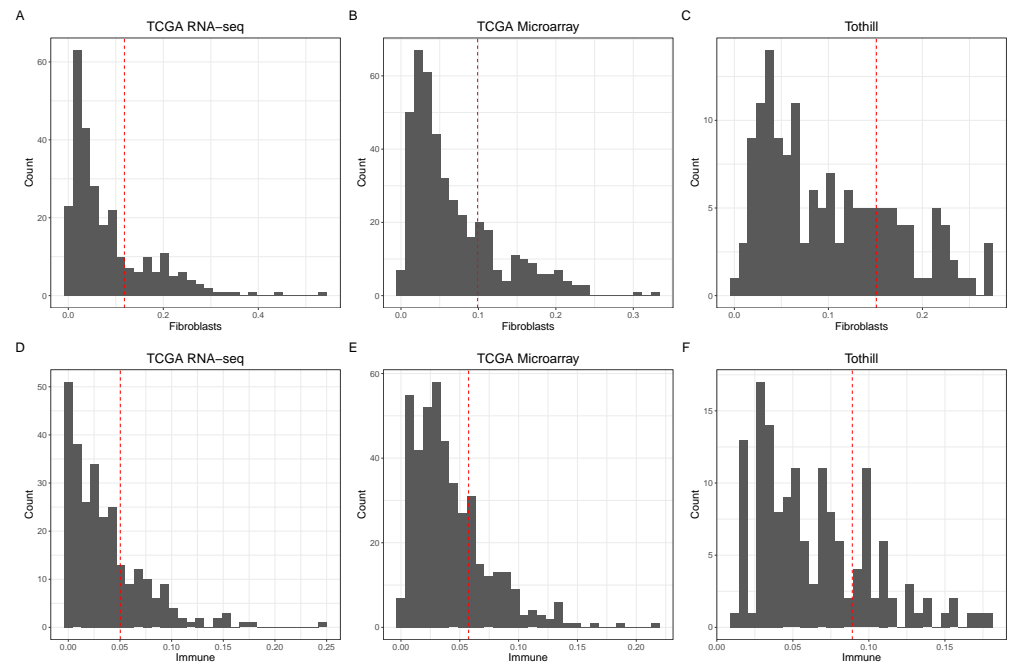 A
TCGA RNA−seq
Count
60
40
20
0
0.0
0.2
0.4
Fibroblasts
B
TCGA Microarray
Count
60
40
20
0
0.0
0.1
0.2
0.3
Fibroblasts
C
Tothill
Count
10
5
0
0.0
0.1
0.2
Fibroblasts
D
TCGA RNA−seq
Count
50
40
30
20
10
0
0.00
0.05
0.10
0.15
0.20
0.25
Immune
E
TCGA Microarray
Count
60
40
20
0
0.00
0.05
0.10
0.15
0.20
Immune
F
Tothill
Count
15
10
5
0
0.00
0.05
0.10
0.15
Immune